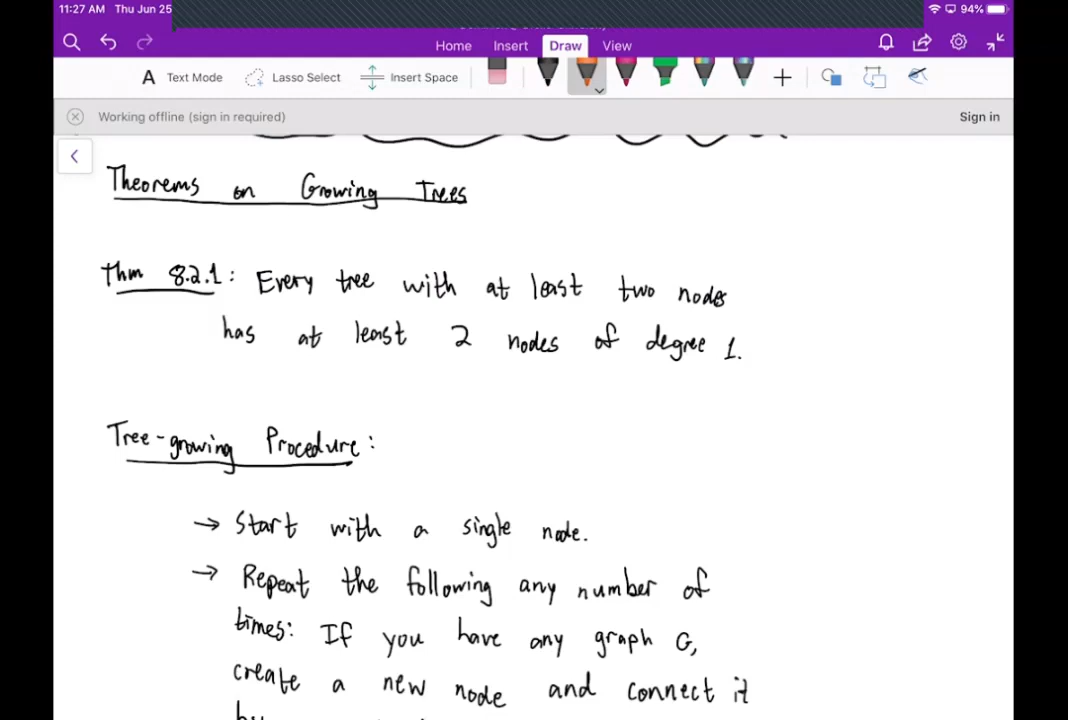 11:27 AM Thu Jun 25
94%
Home Insert Draw View
A Text Mode Lasso Select Insert Space
Working offline (sign in required) Sign in
Theorems on Growing Trees
Thm 8.2.1: Every tree with at least two nodes
has at least 2 nodes of degree 1.
Tree-growing Procedure:
→ Start with a single node.
→ Repeat the following any number of
times: If you have any graph G,
create a new node and connect it
by